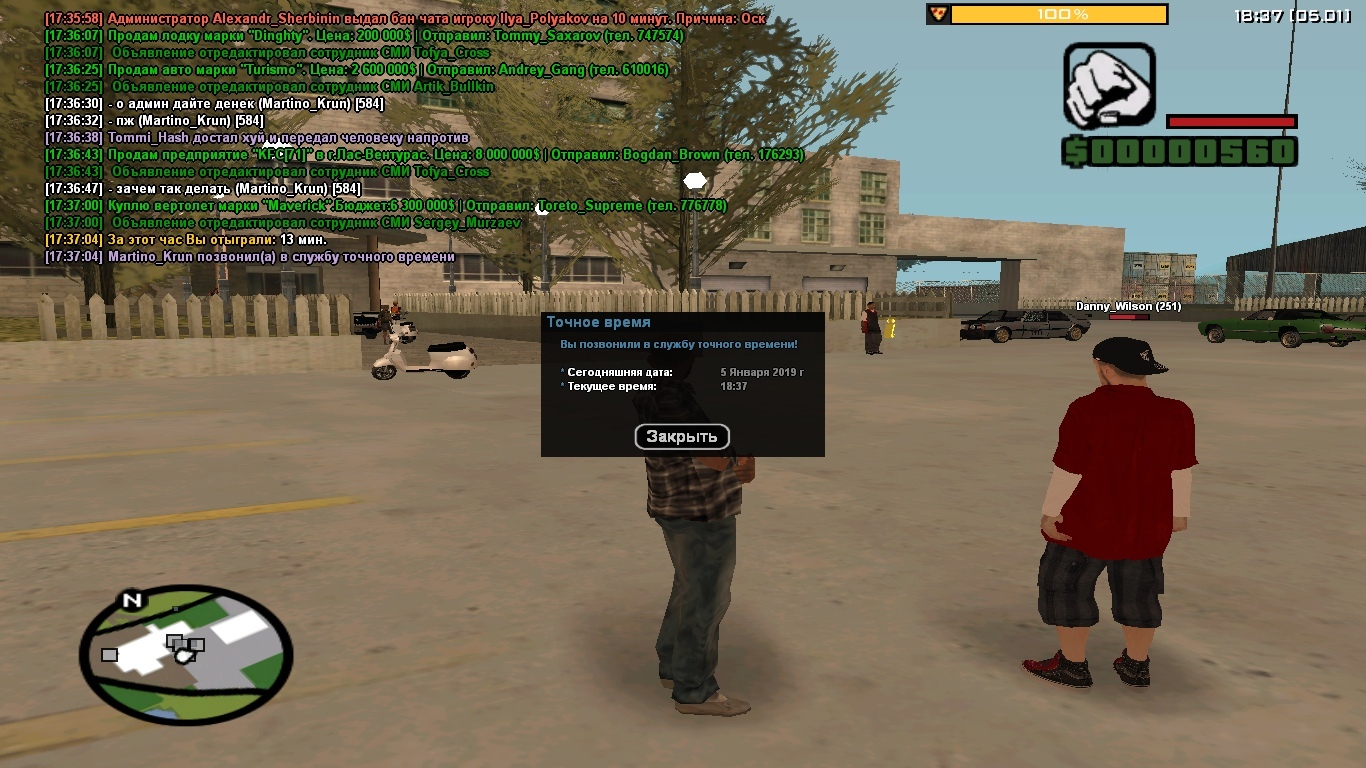 [17:35:58] Администратор Alexandr_Sherbinin выдал бан чата игроку Ilya_Polyakov на 10 минут. Причина: Оск
[17:36:07] Продам лодку марки "Dinghty". Цена: 200 000$ | Отправил: Tommy_Saxarov (тел. 747574)
[17:36:07] Объявление отредактировал сотрудник СМИ Tofya_Cross
[17:36:25] Продам авто марки "Turismo". Цена: 2 600 000$ | Отправил: Andrey_Gang (тел. 610016)
[17:36:25] Объявление отредактировал сотрудник СМИ Artik_Bullkin
[17:36:30] - о админ дайте денек (Martino_Krun) [584]
[17:36:32] - пж (Martino_Krun) [584]
[17:36:38] Tommi_Hash достал хуй и передал человеку напротив
[17:36:43] Продам предприятие "KFC[71]" в г.Лас-Вентурас. Цена: 8 000 000$ | Отправил: Bogdan_Brown (тел. 176293)
[17:36:43] Объявление отредактировал сотрудник СМИ Tofya_Cross
[17:36:47] - зачем так делать (Martino_Krun) [584]
[17:37:00] Куплю вертолет марки "Maverick".Бюджет:6 300 000$ | Отправил: Toreto_Supreme (тел. 776778)
[17:37:00] Объявление отредактировал сотрудник СМИ Sergey_Murzaev
[17:37:04] За этот час Вы отыграли: 13 мин.
[17:37:04] Martino_Krun позвонил(а) в службу точного времени
100%
18:37 [05.01]
$00000560
Danny_Wilson (251)
Точное время
Вы позвонили в службу точного времени!
* Сегодняшняя дата: 5 Января 2019 г
* Текущее время: 18:37
Закрыть
N